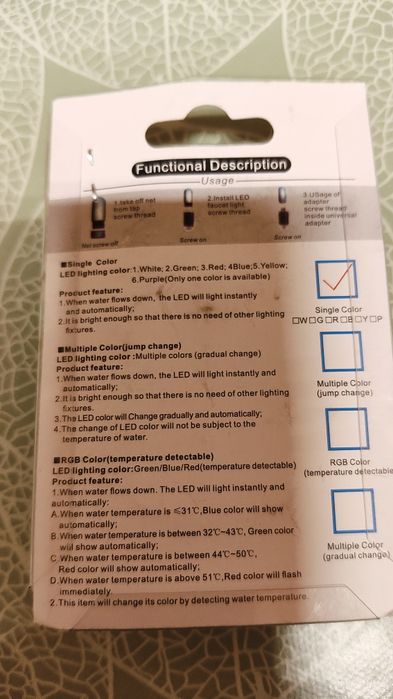 Functional Description
Usage
1.take off net
from tap
screw thread
Net screw off
2.Install LED
faucet light
screw thread
Screw on
3.USage of
adapter
screw thread
inside universal
adapter
Screw on
■Single Color
LED lighting color:1.White; 2.Green; 3.Red; 4Blue;5.Yellow;
6.Purple(Only one color is available)
Product feature:
1.When water flows down, the LED will light instantly
and automatically;
2.It is bright enough so that there is no need of other lighting
fixtures.
Single Color
□W□G□R□B□Y□P
■Multiple Color(jump change)
LED lighting color :Multiple colors (gradual change)
Product feature:
1.When water flows down, the LED will light instantly and
automatically;
2.It is bright enough so that there is no need of other lighting
fixtures.
3.The LED color will Change gradually and automatically;
4.The change of LED color will not be subject to the
temperature of water.
Multiple Color
(jump change)
■RGB Color(temperature detectable)
LED lighting color:Green/Blue/Red(temperature detectable)
Product feature:
1.When water flows down. The LED will light instantly and
automatically:
A.When water temperature is ≤31℃,Blue color will show
automatically;
B.When water temperature is between 32℃~43℃, Green color
will show automatically;
C.When water temperature is between 44℃~50℃,
Red color will show automatically;
D.When water temperature is above 51℃,Red color will flash
immediately.
2.This item will change its color by detecting water temperature.
RGB Color
(temperature detectable
Multiple Color
(gradual change)